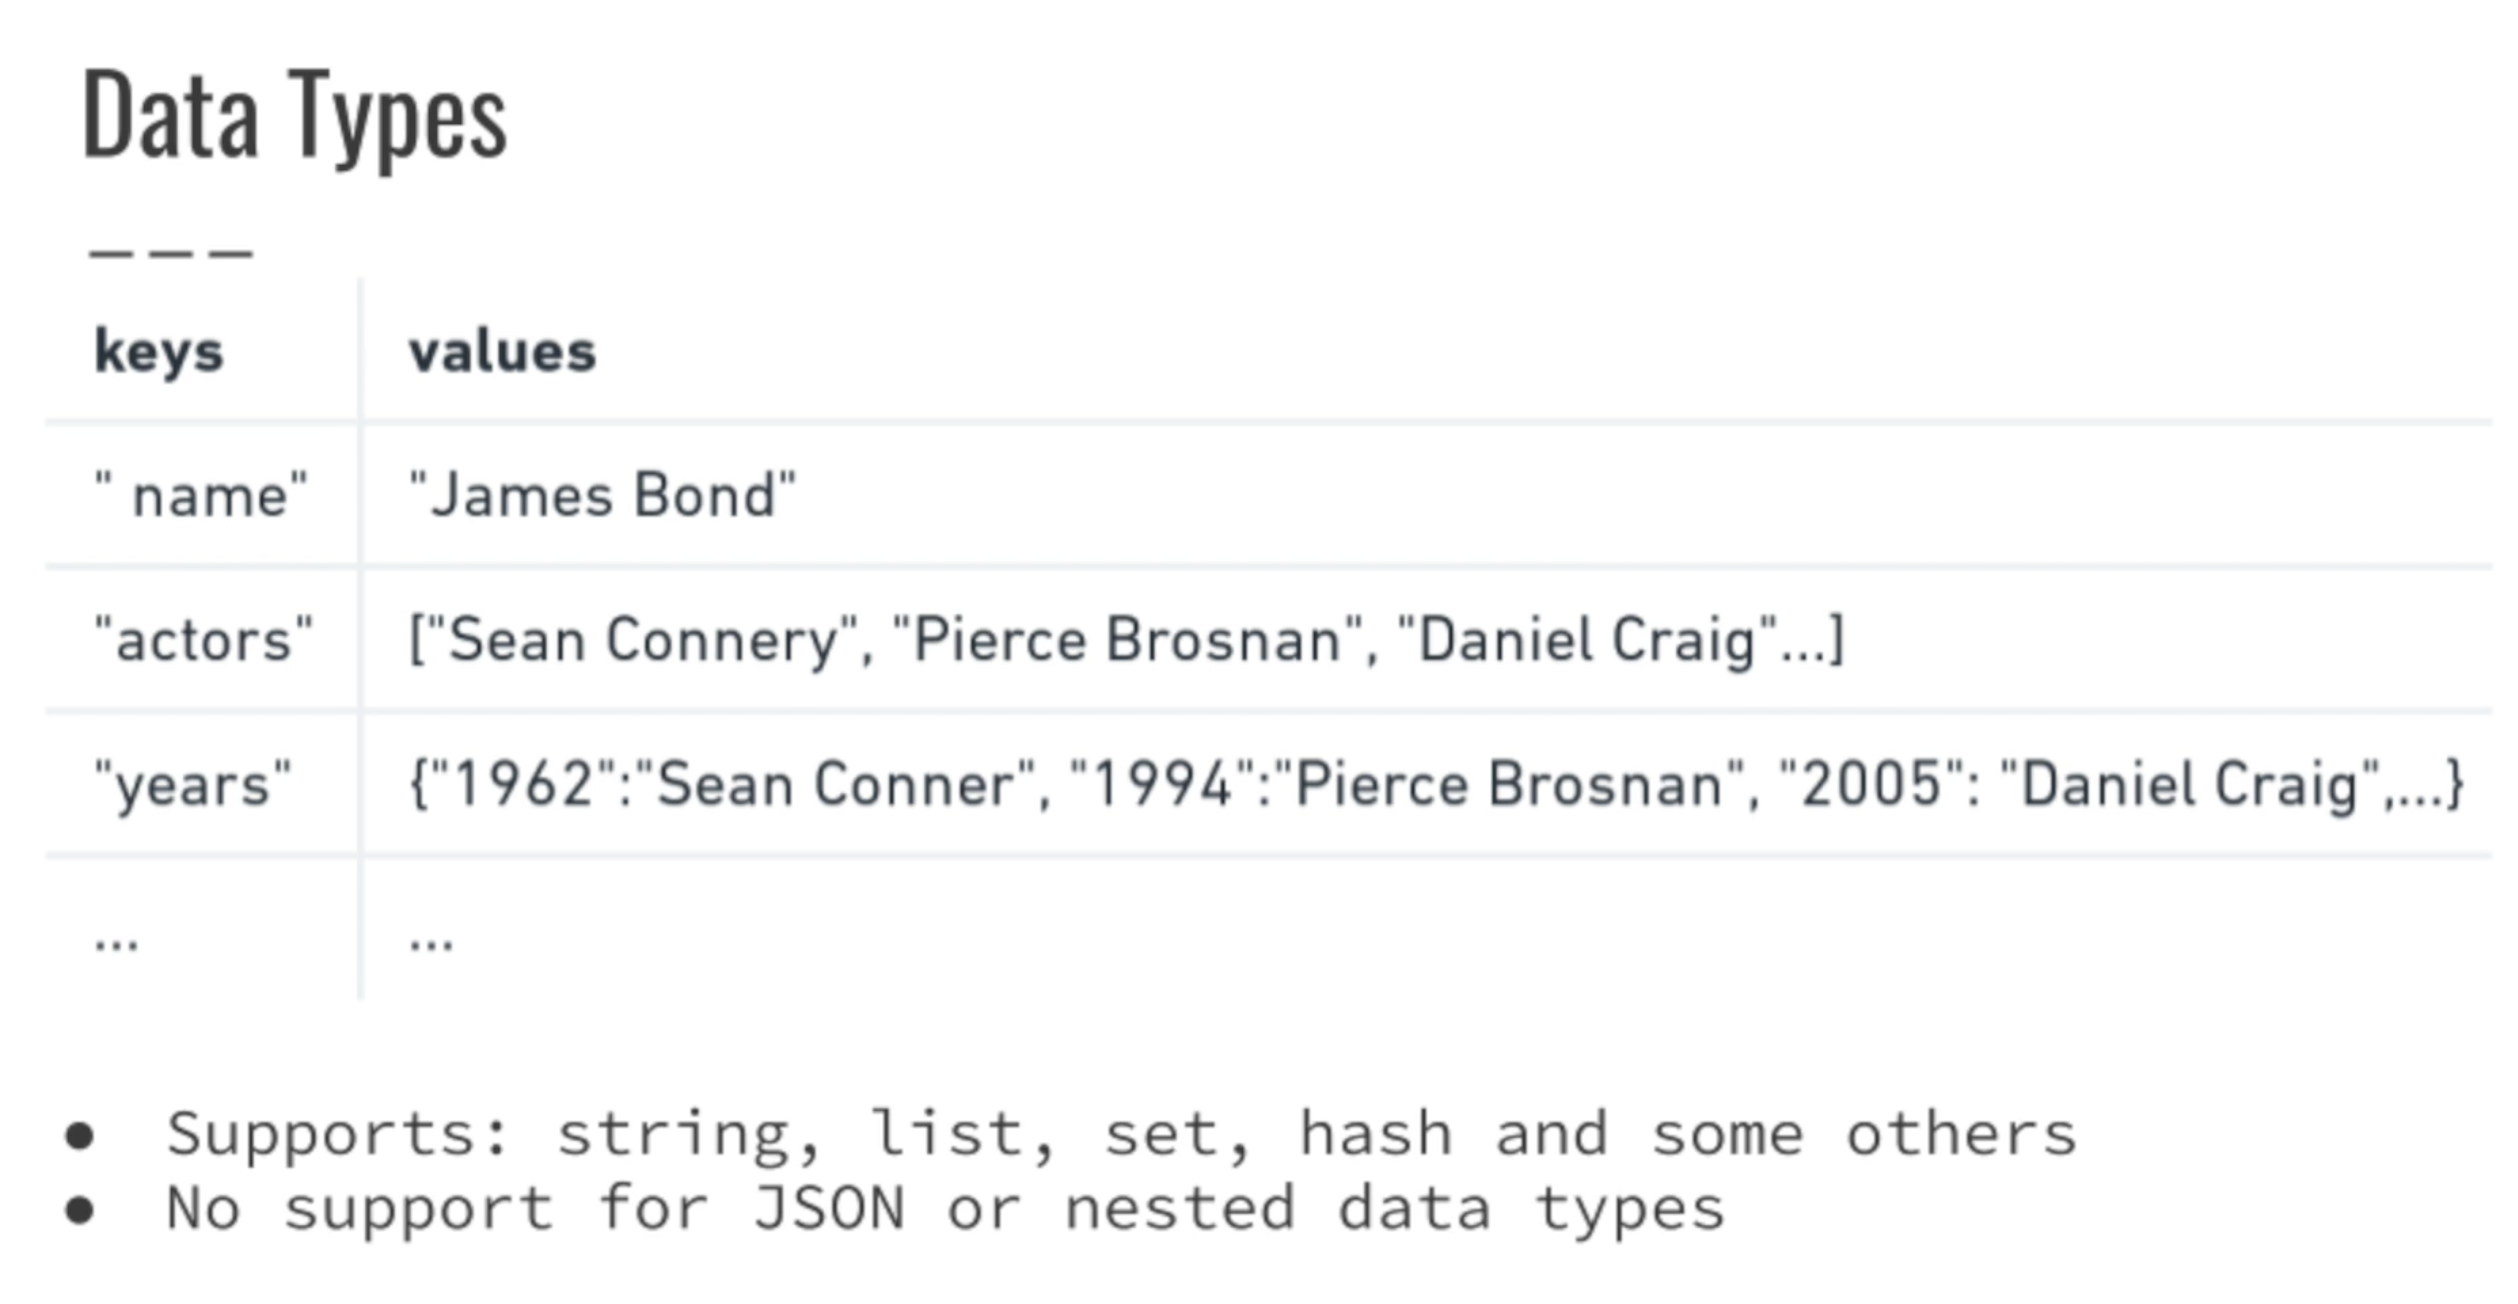 Data Types
———
keys values
" name" "James Bond"
"actors" ["Sean Connery", "Pierce Brosnan", "Daniel Craig"...]
"years" {"1962":"Sean Conner", "1994":"Pierce Brosnan", "2005": "Daniel Craig",...}
... ...
● Supports: string, list, set, hash and some others
● No support for JSON or nested data types